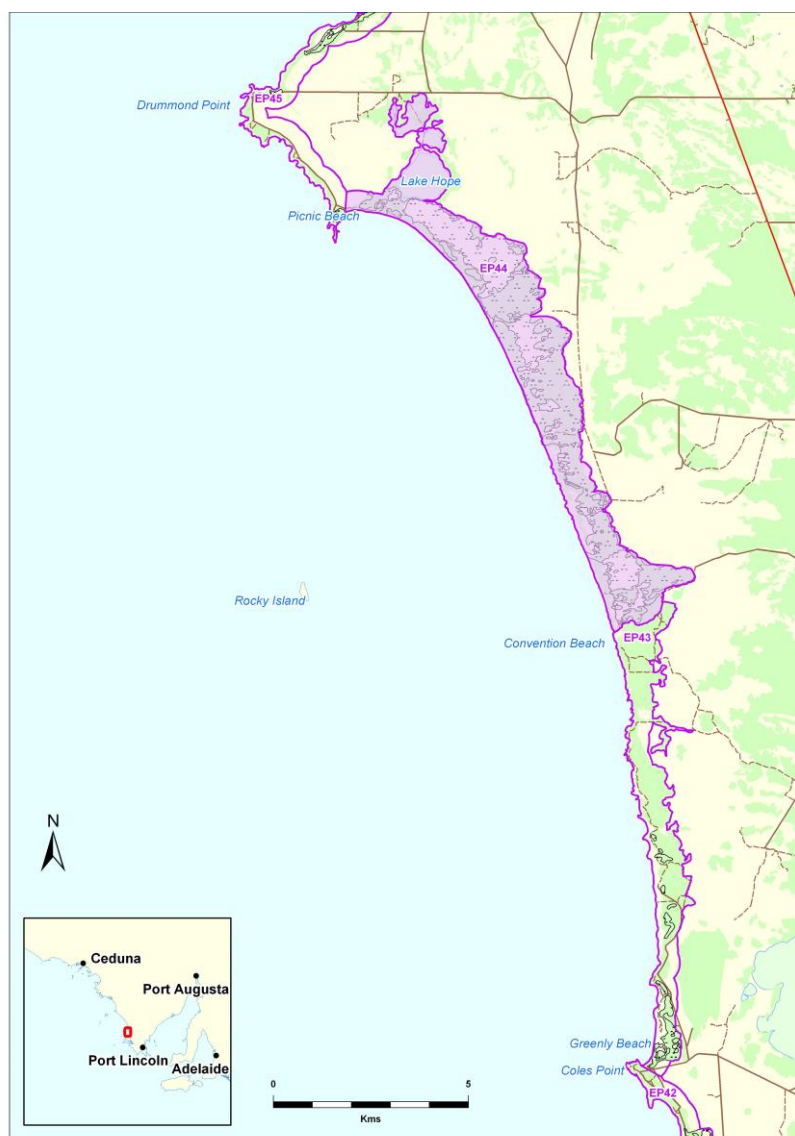 EP45
Drummond Point
Lake Hope
Picnic Beach
EP44
Rocky Island
EP43
Convention Beach
N
Ceduna
Port Augusta
Port Lincoln
Adelaide
0 5
Kms
Greenly Beach
Coles Point
EP42